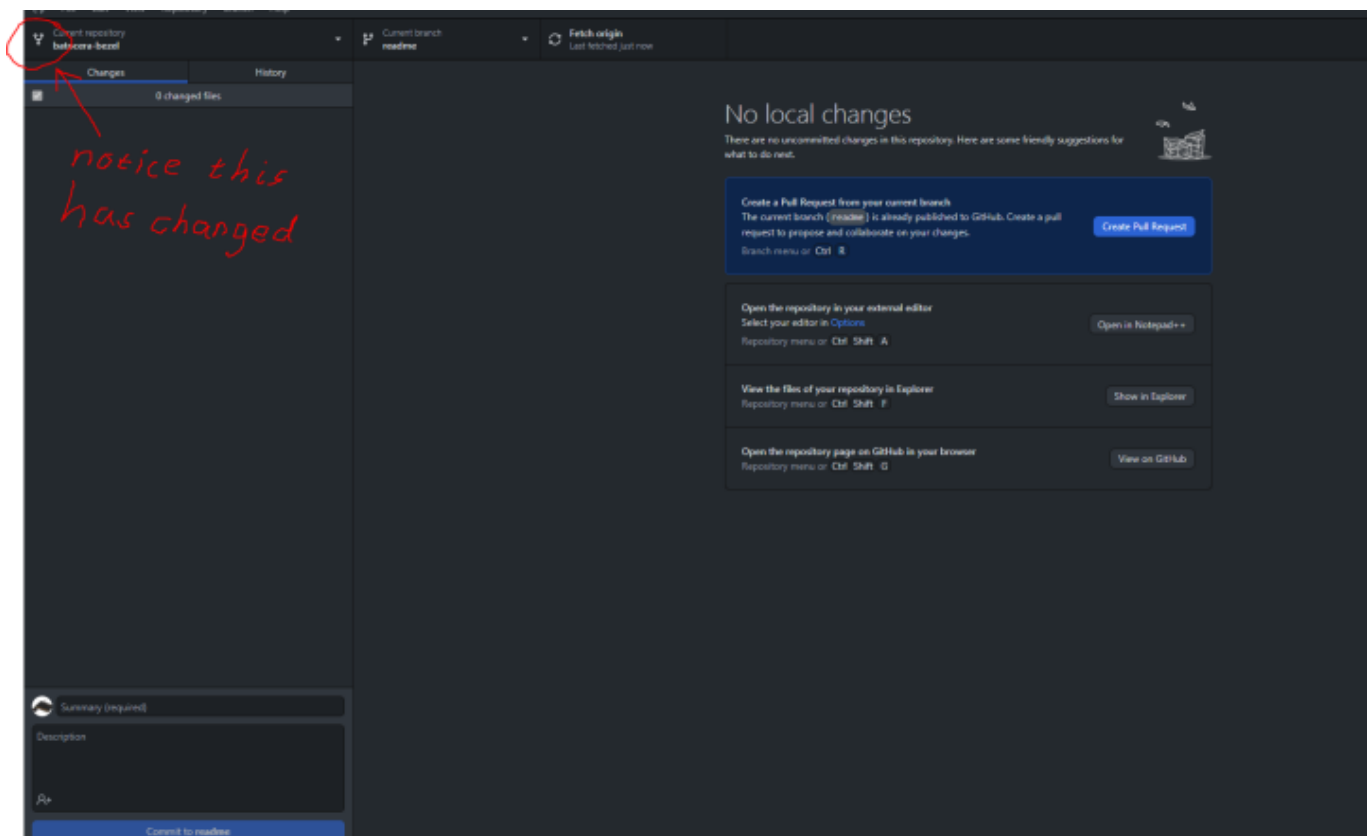 Current repository
batocera-bezel
Current branch
readme
Fetch origin
Last fetched just now
Changes
History
0 changed files
notice this
has changed
No local changes
There are no uncommitted changes in this repository. Here are some friendly suggestions for
what to do next.
Create a Pull Request from your current branch
The current branch (readme) is already published to GitHub. Create a pull
request to propose and collaborate on your changes.
Branch menu or Ctrl R
Create Pull Request
Open the repository in your external editor
Select your editor in Options
Repository menu or Ctrl Shift A
Open in Notepad++
View the files of your repository in Explorer
Repository menu or Ctrl Shift F
Show in Explorer
Open the repository page on GitHub in your browser
Repository menu or Ctrl Shift G
View on GitHub
Summary (required)
Description
Commit to readme